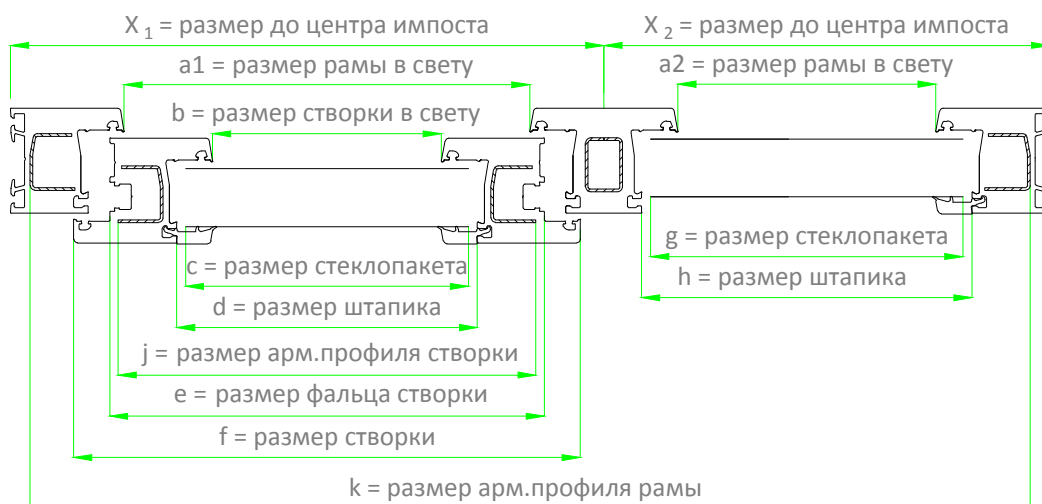 X 1 = размер до центра импоста
X 2 = размер до центра импоста
a1 = размер рамы в свету
a2 = размер рамы в свету
b = размер створки в свету
c = размер стеклопакета
g = размер стеклопакета
d = размер штапика
h = размер штапика
j = размер арм.профиля створки
e = размер фальца створки
f = размер створки
k = размер арм.профиля рамы